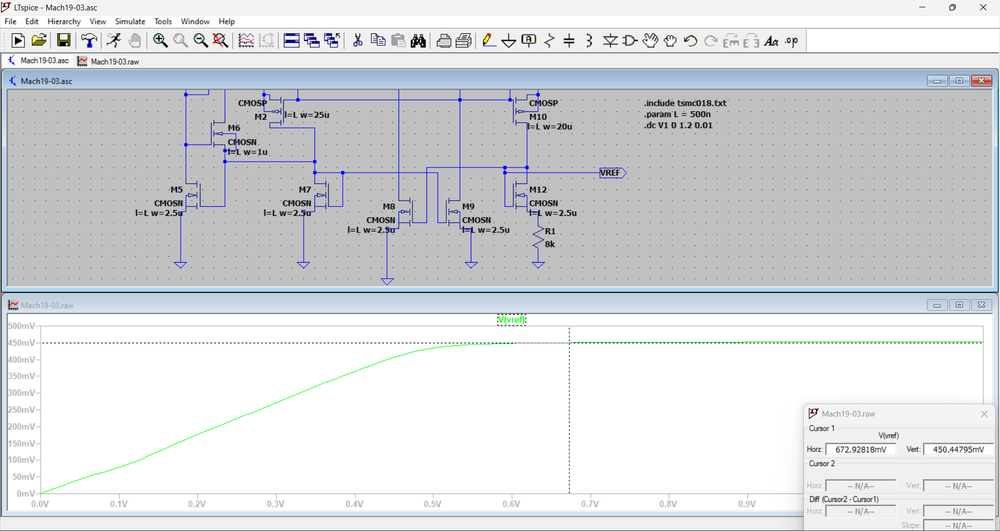 LTspice - Mach19-03.asc
File Edit Hierarchy View Simulate Tools Window Help
Aa .op
Mach19-03.asc Mach19-03.raw
Mach19-03.asc
CMOSP
M2
l=L w=25u
CMOSP
M10
l=L w=20u
.include tsmc018.txt
.param L = 500n
.dc V1 0 1.2 0.01
M6
CMOSN
l=L w=1u
VREF
M5
CMOSN
l=L w=2.5u
M7
CMOSN
l=L w=2.5u
M8
CMOSN
l=L w=2.5u
M9
CMOSN
l=L w=2.5u
M12
CMOSN
l=L w=2.5u
R1
8k
Mach19-03.raw
V(vref)
500mV
450mV
400mV
350mV
300mV
250mV
200mV
150mV
100mV
50mV
0mV
0.0V 0.1V 0.2V 0.3V 0.4V 0.5V 0.6V 0.7V 0.8V 0.9V
Mach19-03.raw
Cursor 1
V(vref)
Horz: 672.92818mV Vert: 450.44795mV
Cursor 2
Horz: -- N/A-- Vert: -- N/A--
Diff (Cursor2 - Cursor1)
Horz: -- N/A-- Vert: -- N/A--
Slope: -- N/A--